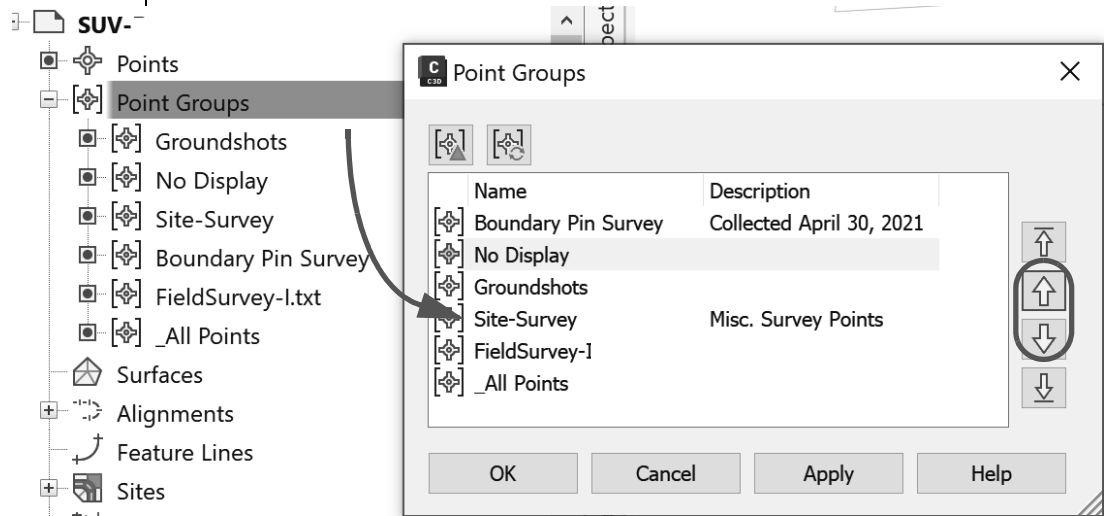 SUV-
Points
Point Groups
Groundshots
No Display
Site-Survey
Boundary Pin Survey
FieldSurvey-I.txt
_All Points
Surfaces
Alignments
Feature Lines
Sites
pect
C
C3D
Point Groups
Name Description
Boundary Pin Survey Collected April 30, 2021
No Display
Groundshots
Site-Survey Misc. Survey Points
FieldSurvey-I
_All Points
OK Cancel Apply Help